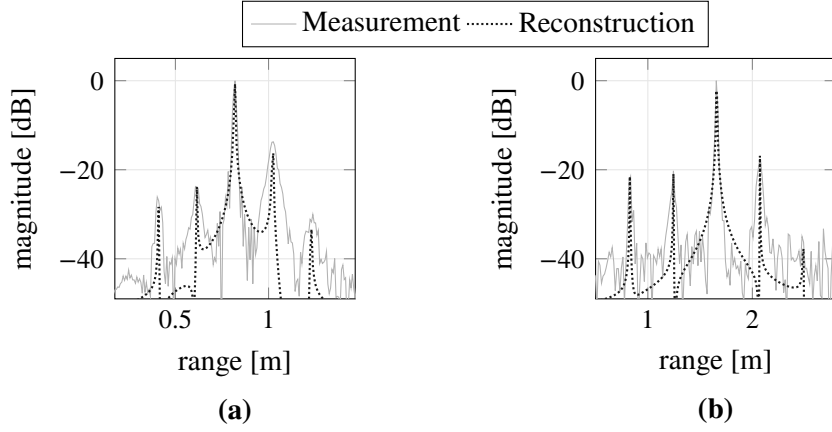 Measurement Reconstruction
0
−20
−40
magnitude [dB]
0.5 1
range [m]
(a)
0
−20
−40
magnitude [dB]
1 2
range [m]
(b)